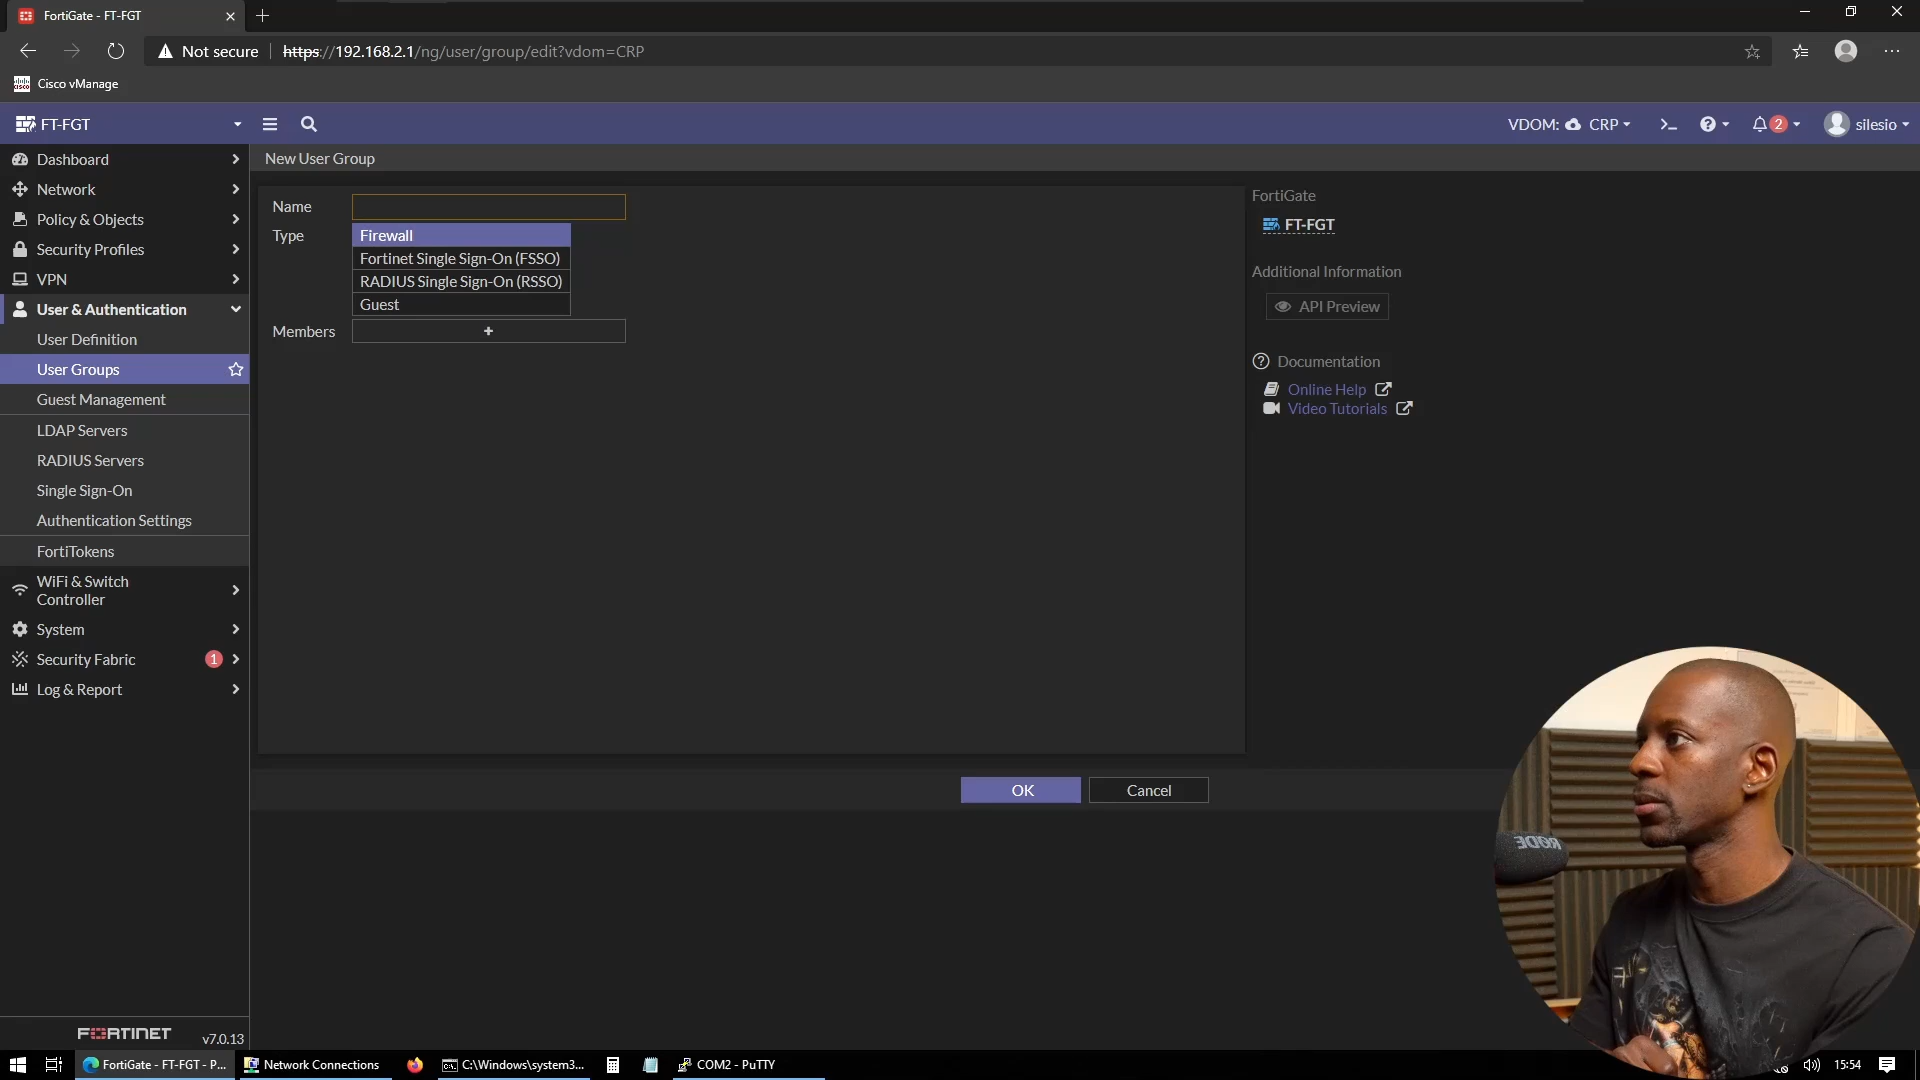 FortiGate - FT-FGT
Not secure
https://192.168.2.1/ng/user/group/edit?vdom=CRP
Cisco vManage
FT-FGT
VDOM: CRP
2
silesio
Dashboard
Network
Policy & Objects
Security Profiles
VPN
User & Authentication
User Definition
User Groups
Guest Management
LDAP Servers
RADIUS Servers
Single Sign-On
Authentication Settings
FortiTokens
WiFi & Switch
Controller
System
Security Fabric
1
Log & Report
FORTINET
v7.0.13
New User Group
Name
Type
Firewall
Fortinet Single Sign-On (FSSO)
RADIUS Single Sign-On (RSSO)
Guest
Members
+
OK
Cancel
FortiGate
FT-FGT
Additional Information
API Preview
Documentation
Online Help
Video Tutorials
RODE
FortiGate - FT-FGT - P...
Network Connections
C:\Windows\system3...
COM2 - PuTTY
15:54